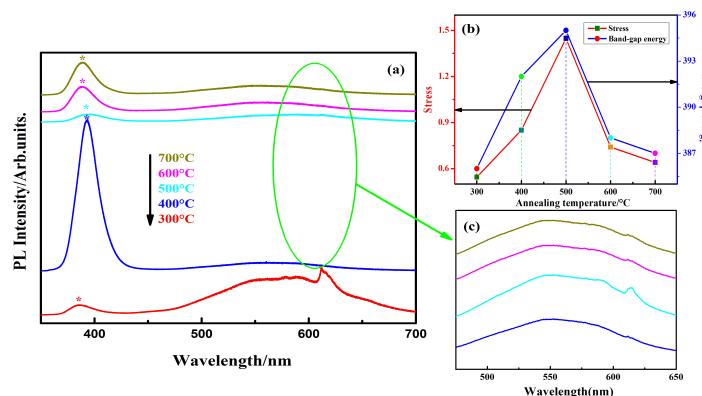 (a)
PL Intensity/Arb.units.
*
*
*
*
*
700°C
600°C
500°C
400°C
300°C
400
500
600
700
Wavelength/nm
(b)
Stress
Band-gap energy
Stress
1.5
1.2
0.9
0.6
396
393
390
387
300
400
500
600
700
Annealing temperature/°C
(c)
500
550
600
650
Wavelength(nm)